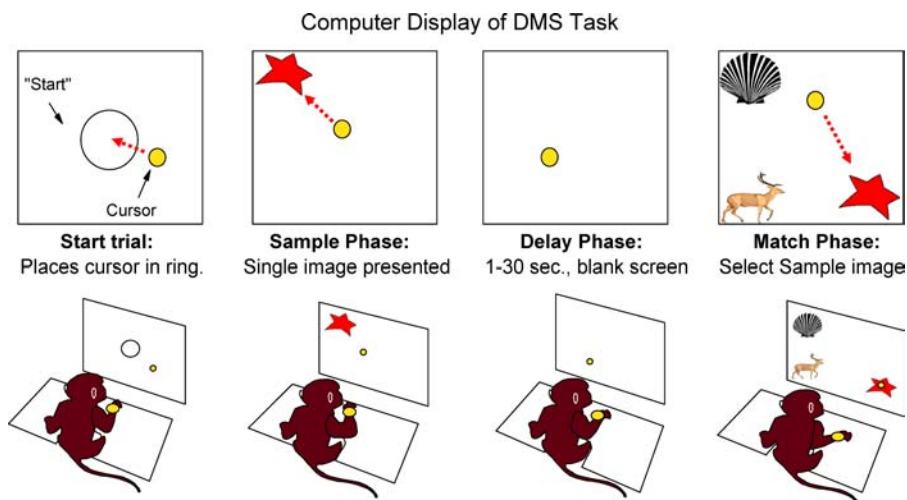 Computer Display of DMS Task
"Start"
Cursor
Start trial:
Places cursor in ring.
Sample Phase:
Single image presented
Delay Phase:
1-30 sec., blank screen
Match Phase:
Select Sample image